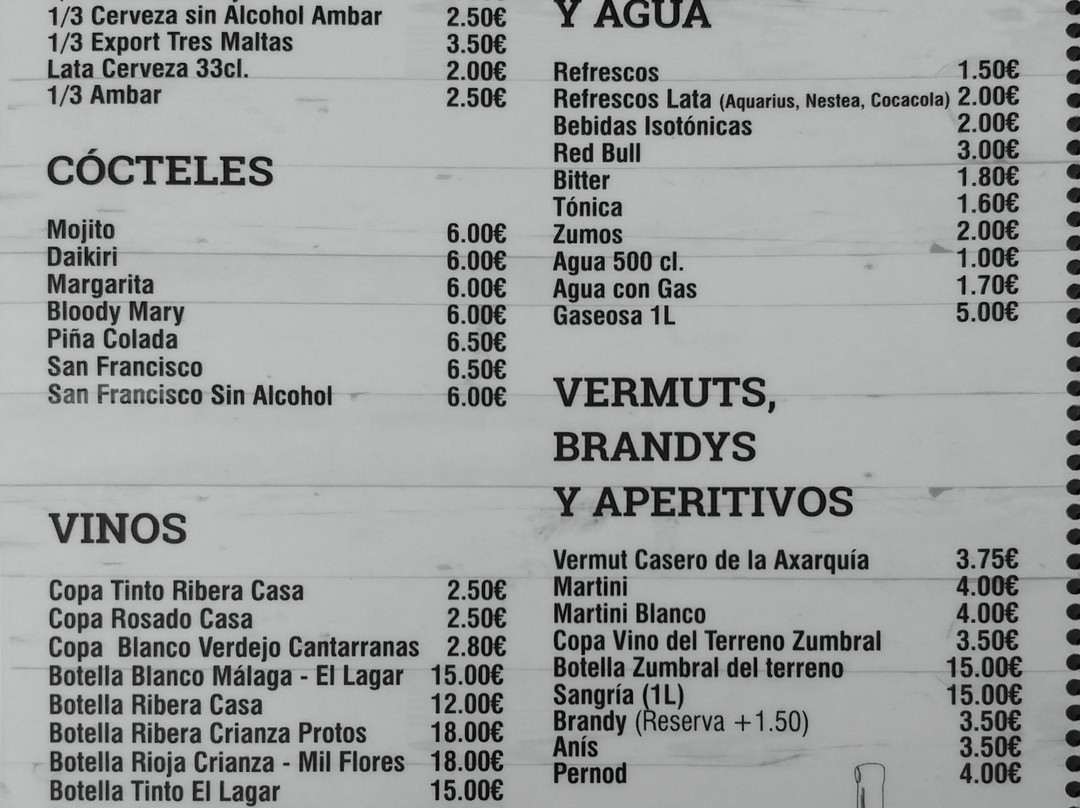 1/3 Cerveza sin Alcohol Ambar 2.50€
1/3 Export Tres Maltas 3.50€
Lata Cerveza 33cl. 2.00€
1/3 Ambar 2.50€
CÓCTELES
Mojito 6.00€
Daikiri 6.00€
Margarita 6.00€
Bloody Mary 6.00€
Piña Colada 6.50€
San Francisco 6.50€
San Francisco Sin Alcohol 6.00€
VINOS
Copa Tinto Ribera Casa 2.50€
Copa Rosado Casa 2.50€
Copa Blanco Verdejo Cantarranas 2.80€
Botella Blanco Málaga - El Lagar 15.00€
Botella Ribera Casa 12.00€
Botella Ribera Crianza Protos 18.00€
Botella Rioja Crianza - Mil Flores 18.00€
Botella Tinto El Lagar 15.00€
Y AGUA
Refrescos 1.50€
Refrescos Lata (Aquarius, Nestea, Cocacola) 2.00€
Bebidas Isotónicas 2.00€
Red Bull 3.00€
Bitter 1.80€
Tónica 1.60€
Zumos 2.00€
Agua 500 cl. 1.00€
Agua con Gas 1.70€
Gaseosa 1L 5.00€
VERMUTS,
BRANDYS
Y APERITIVOS
Vermut Casero de la Axarquía 3.75€
Martini 4.00€
Martini Blanco 4.00€
Copa Vino del Terreno Zumbral 3.50€
Botella Zumbral del terreno 15.00€
Sangría (1L) 15.00€
Brandy (Reserva +1.50) 3.50€
Anís 3.50€
Pernod 4.00€